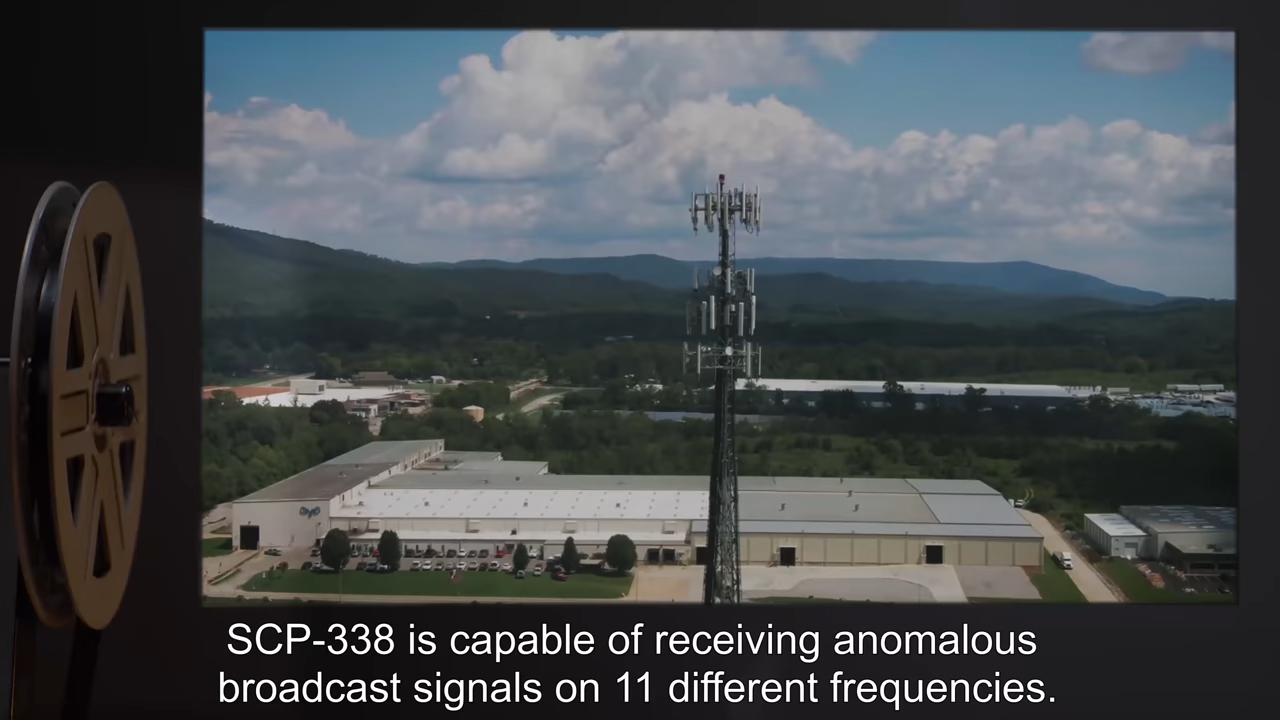 SCP-338 is capable of receiving anomalous
broadcast signals on 11 different frequencies.